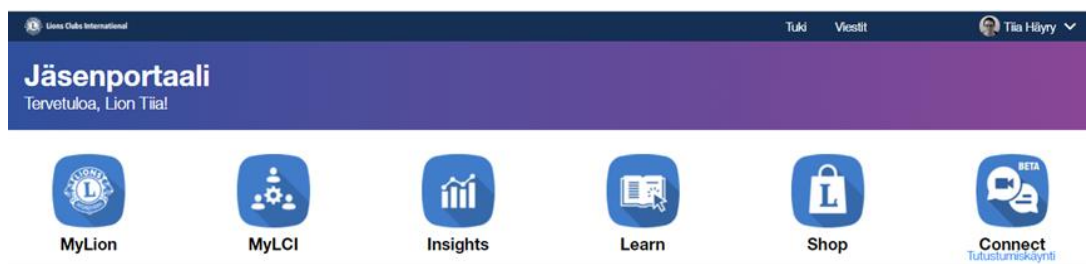 Lions Clubs International
Tuki Viestit Tiia Häyry
Jäsenportaali
Tervetuloa, Lion Tiia!
LIONS
L
L
BETA
MyLion MyLCI Insights Learn Shop Connect
Tutustumiskäynti